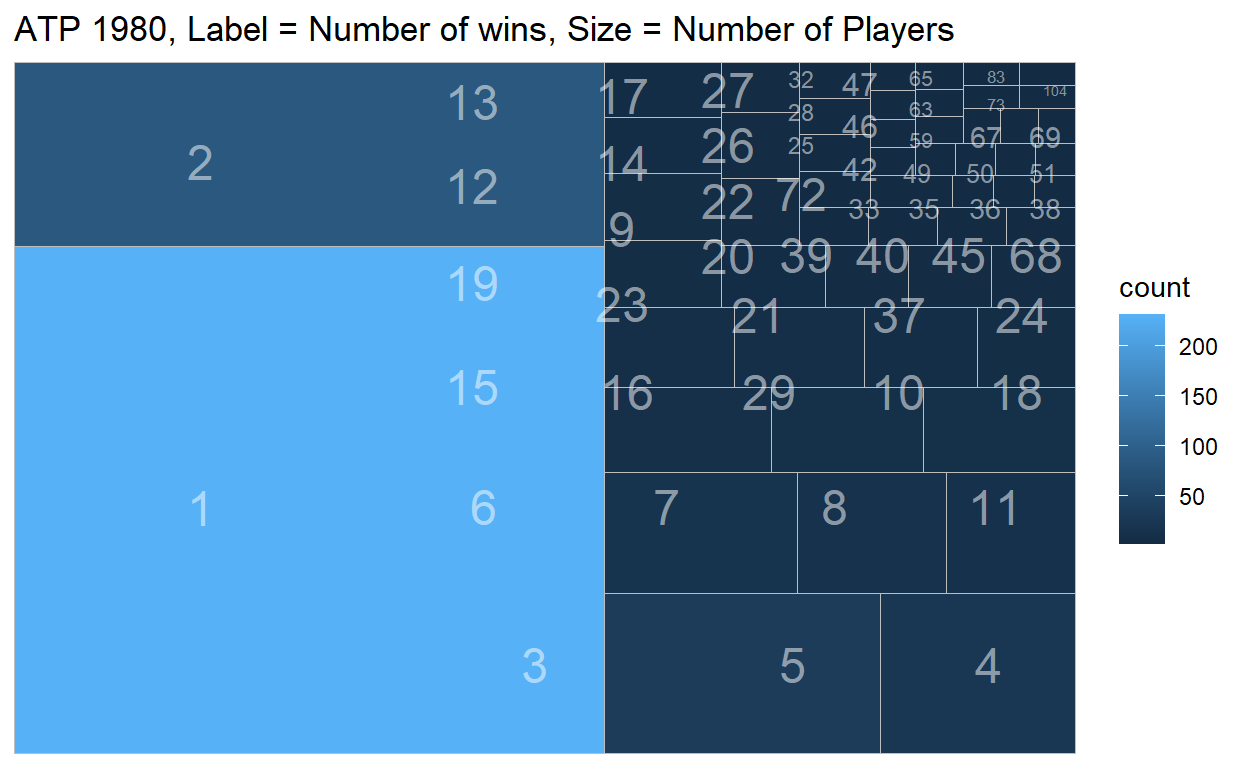 ATP 1980, Label = Number of wins, Size = Number of Players
13 17 27 32 47 65 83 104
28 63 73
2 14 26 25 46 59 67 69
12 9 22 72 42 49 50 51
33 35 36 38
19 23 20 39 40 45 68
21 37 24
15 16 29 10 18
1 6 7 8 11
3 5 4
count
200
150
100
50